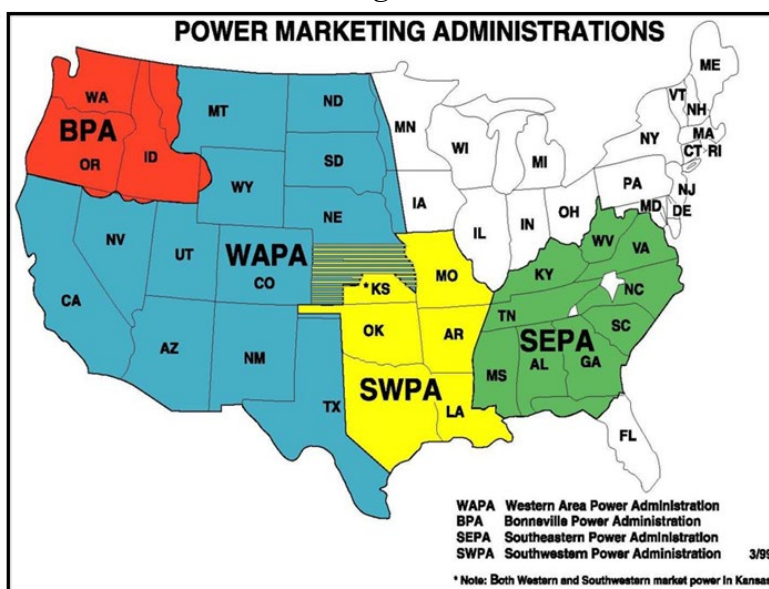 POWER MARKETING ADMINISTRATIONS
WA
BPA
OR
ID
MT
ND
MN
SD
WY
NE
IA
WI
MI
IL
IN
OH
ME
VT
NH
NY
MA
CT RI
PA
NJ
MD
DE
NV
UT
WAPA
CO
CA
AZ
NM
TX
*KS
MO
OK
AR
SWPA
LA
WV
VA
KY
NC
TN
SC
SEPA
MS
AL
GA
FL
WAPA Western Area Power Administration
BPA Bonneville Power Administration
SEPA Southeastern Power Administration
SWPA Southwestern Power Administration 3/99
* Note: Both Western and Southwestern market power in Kansas